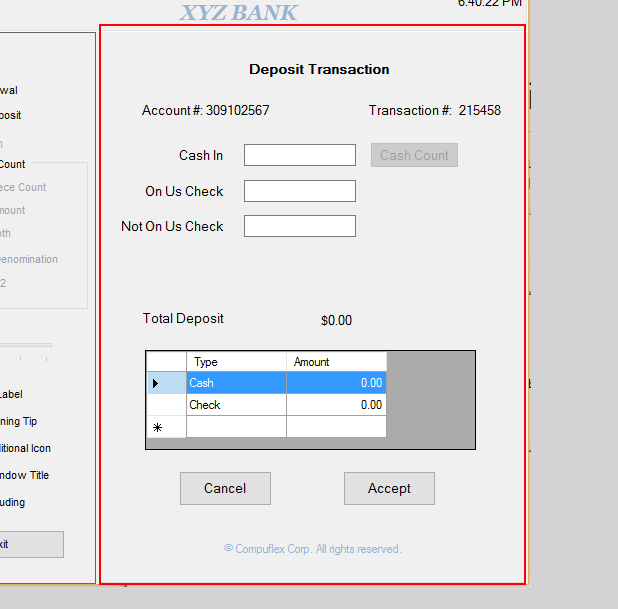 XYZ BANK
6:40:22 PM
Deposit Transaction
Account #: 309102567 Transaction #: 215458
Cash In Cash Count
On Us Check
Not On Us Check
Total Deposit $0.00
Type Amount
Cash 0.00
Check 0.00
Cancel Accept
© Compuflex Corp. All rights reserved.
wal
posit
Count
ece Count
mount
pth
Denomination
2
Label
ning Tip
itional Icon
ndow Title
uding
xit